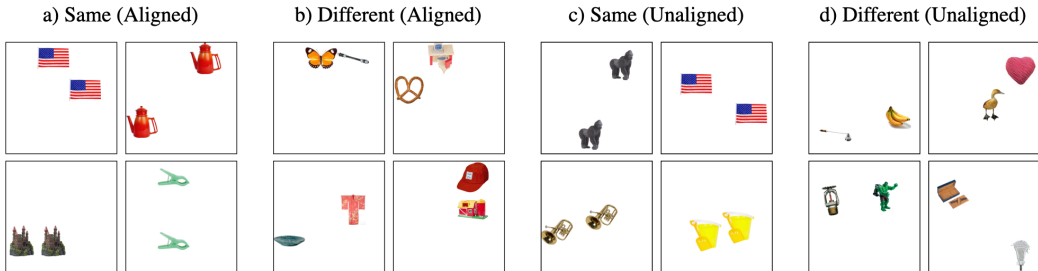 a) Same (Aligned)
b) Different (Aligned)
c) Same (Unaligned)
d) Different (Unaligned)